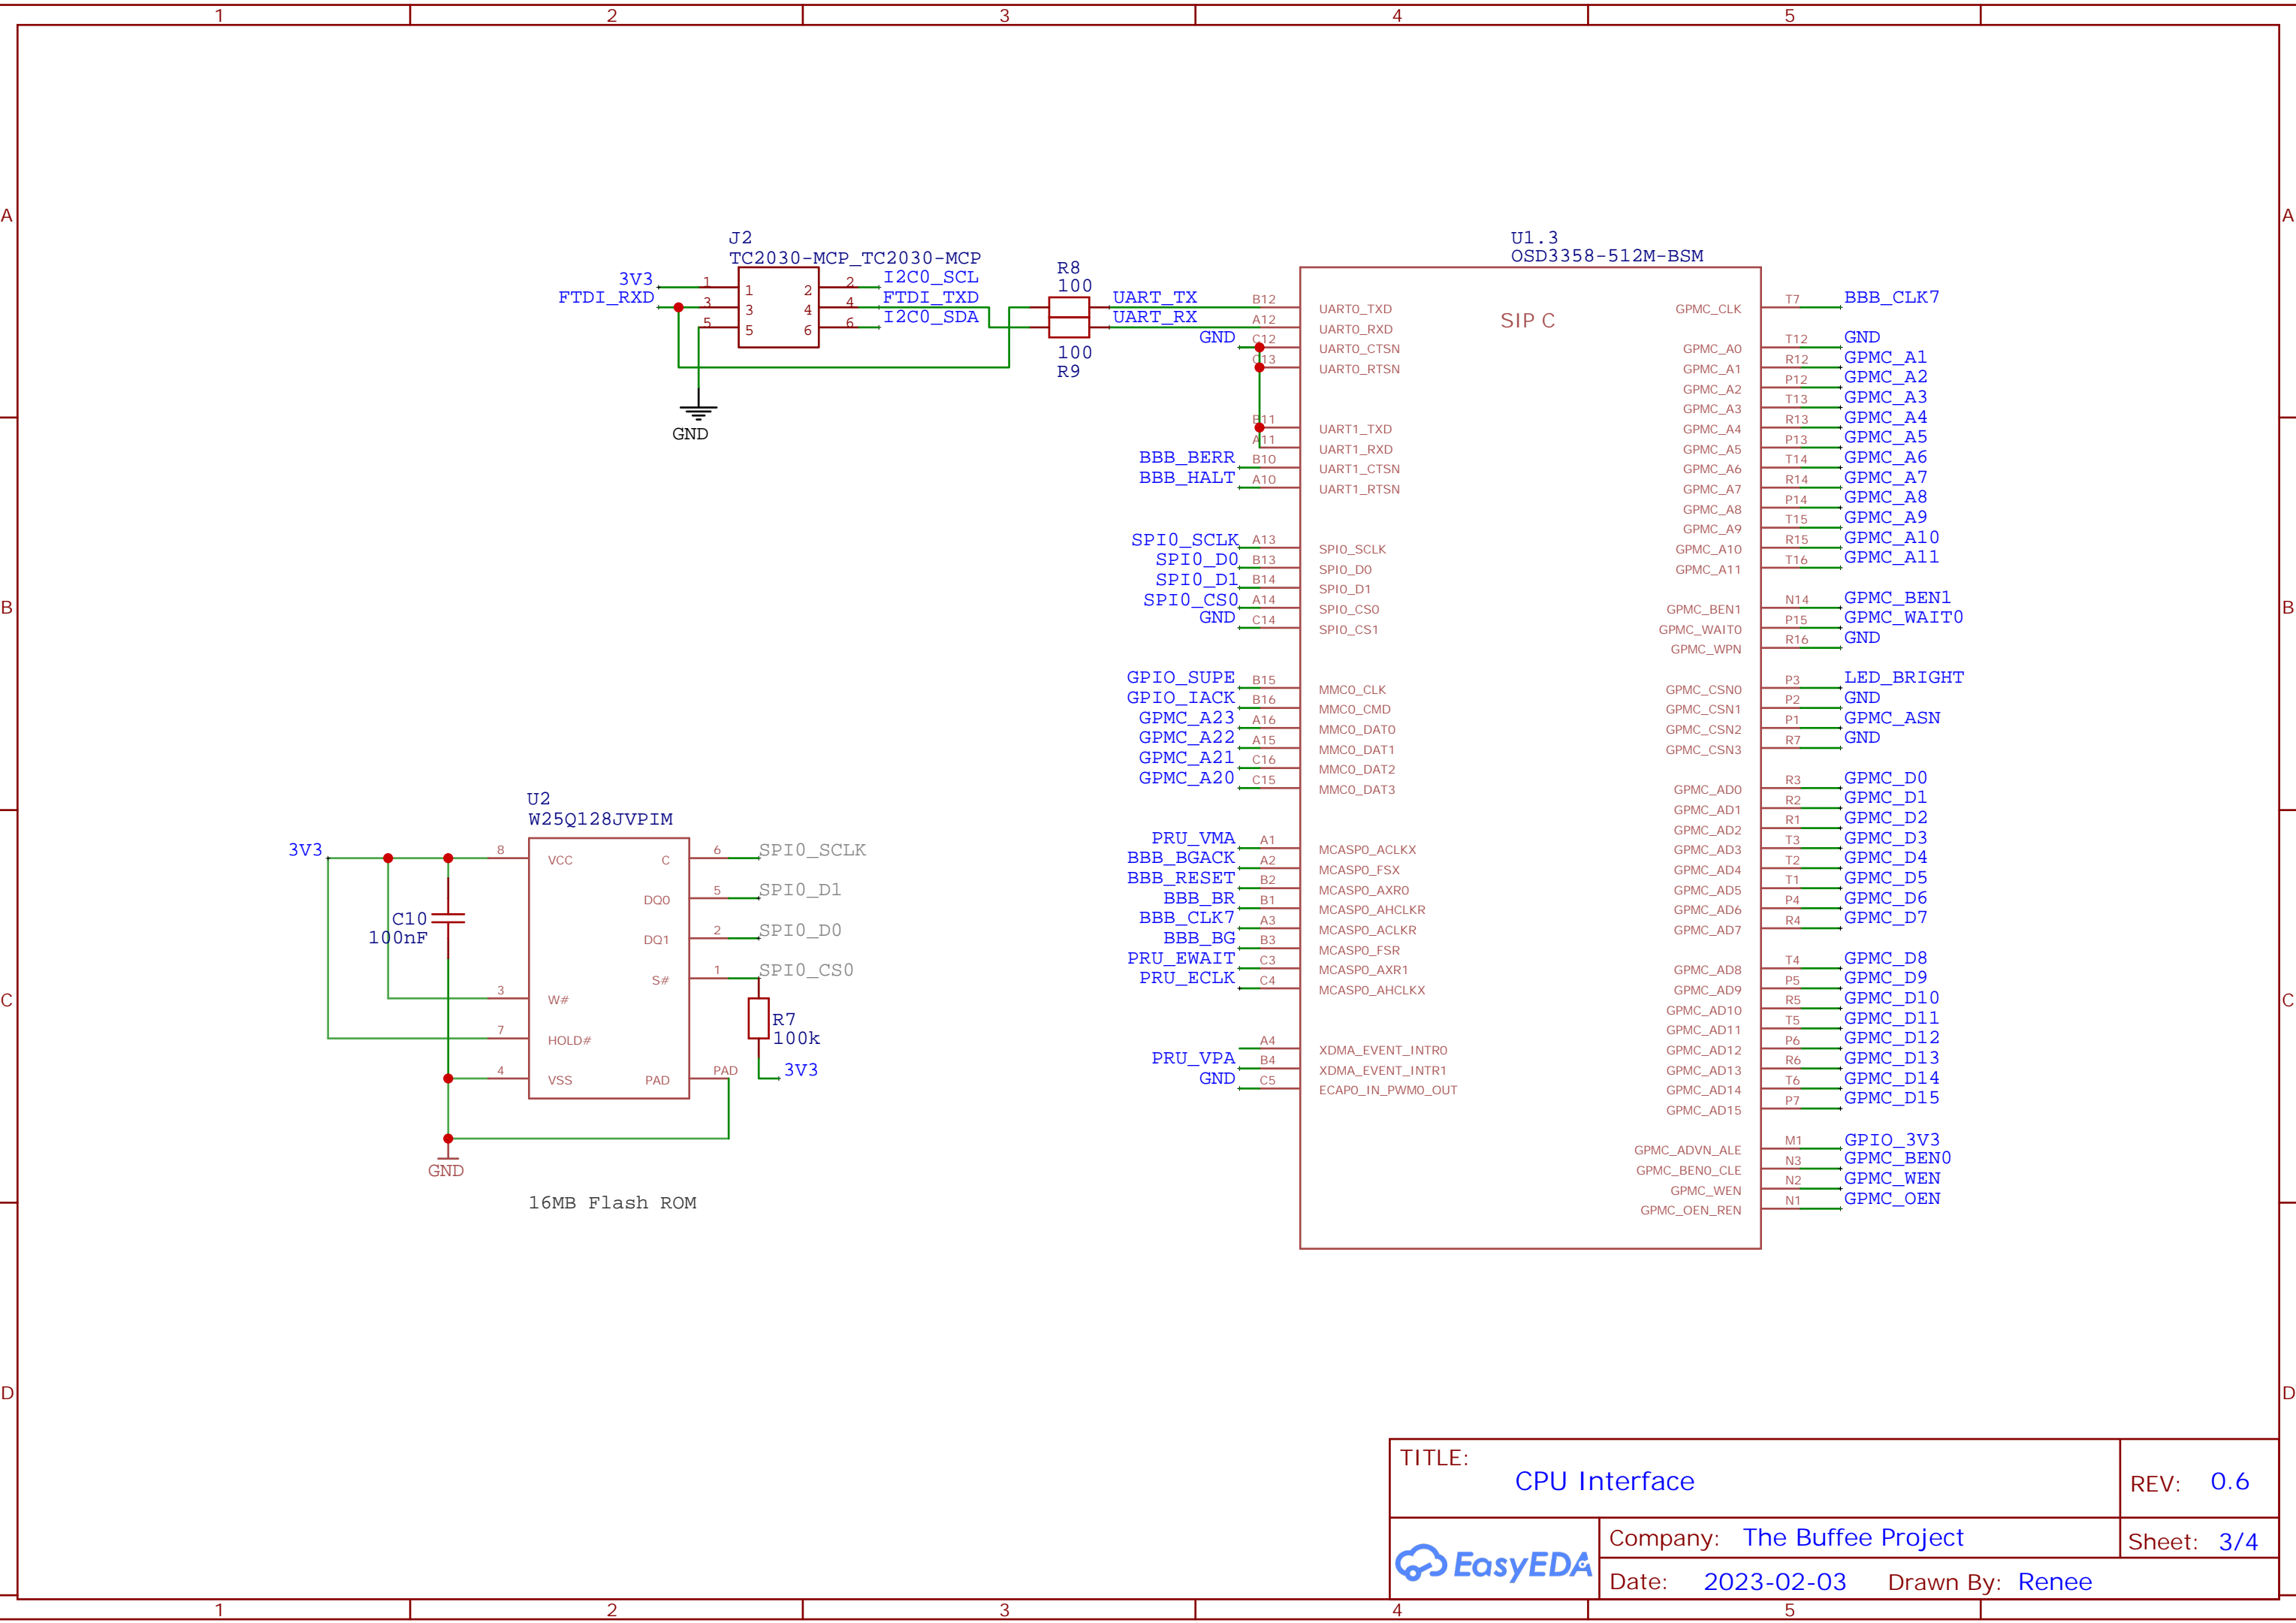 1 2 3 4 5
A A
B B
C C
D D
J2
TC2030-MCP_TC2030-MCP
3V3 1 1 2 2 I2C0_SCL
FTDI_RXD 3 3 4 4 FTDI_TXD
5 5 6 6 I2C0_SDA
GND
R8
100
100
R9
U1.3
OSD3358-512M-BSM
SIP C
UART_TX B12 UART0_TXD
UART_RX A12 UART0_RXD
GND C12 UART0_CTSN
C13 UART0_RTSN
B11 UART1_TXD
A11 UART1_RXD
BBB_BERR B10 UART1_CTSN
BBB_HALT A10 UART1_RTSN
SPI0_SCLK A13 SPI0_SCLK
SPI0_D0 B13 SPI0_D0
SPI0_D1 B14 SPI0_D1
SPI0_CS0 A14 SPI0_CS0
GND C14 SPI0_CS1
GPIO_SUPE B15 MMC0_CLK
GPIO_IACK B16 MMC0_CMD
GPMC_A23 A16 MMC0_DAT0
GPMC_A22 A15 MMC0_DAT1
GPMC_A21 C16 MMC0_DAT2
GPMC_A20 C15 MMC0_DAT3
PRU_VMA A1 MCASP0_ACLKX
BBB_BGACK A2 MCASP0_FSX
BBB_RESET B2 MCASP0_AXR0
BBB_BR B1 MCASP0_AHCLKR
BBB_CLK7 A3 MCASP0_ACLKR
BBB_BG B3 MCASP0_FSR
PRU_EWAIT C3 MCASP0_AXR1
PRU_ECLK C4 MCASP0_AHCLKX
A4 XDMA_EVENT_INTR0
PRU_VPA B4 XDMA_EVENT_INTR1
GND C5 ECAP0_IN_PWM0_OUT
GPMC_CLK T7 BBB_CLK7
GPMC_A0 T12 GND
GPMC_A1 R12 GPMC_A1
GPMC_A2 P12 GPMC_A2
GPMC_A3 T13 GPMC_A3
GPMC_A4 R13 GPMC_A4
GPMC_A5 P13 GPMC_A5
GPMC_A6 T14 GPMC_A6
GPMC_A7 R14 GPMC_A7
GPMC_A8 P14 GPMC_A8
GPMC_A9 T15 GPMC_A9
GPMC_A10 R15 GPMC_A10
GPMC_A11 T16 GPMC_A11
GPMC_BEN1 N14 GPMC_BEN1
GPMC_WAIT0 P15 GPMC_WAIT0
GPMC_WPN R16 GND
GPMC_CSN0 P3 LED_BRIGHT
GPMC_CSN1 P2 GND
GPMC_CSN2 P1 GPMC_ASN
GPMC_CSN3 R7 GND
GPMC_AD0 R3 GPMC_D0
GPMC_AD1 R2 GPMC_D1
GPMC_AD2 R1 GPMC_D2
GPMC_AD3 T3 GPMC_D3
GPMC_AD4 T2 GPMC_D4
GPMC_AD5 T1 GPMC_D5
GPMC_AD6 P4 GPMC_D6
GPMC_AD7 R4 GPMC_D7
GPMC_AD8 T4 GPMC_D8
GPMC_AD9 P5 GPMC_D9
GPMC_AD10 R5 GPMC_D10
GPMC_AD11 T5 GPMC_D11
GPMC_AD12 P6 GPMC_D12
GPMC_AD13 R6 GPMC_D13
GPMC_AD14 T6 GPMC_D14
GPMC_AD15 P7 GPMC_D15
GPMC_ADVN_ALE M1 GPIO_3V3
GPMC_BEN0_CLE N3 GPMC_BEN0
GPMC_WEN N2 GPMC_WEN
GPMC_OEN_REN N1 GPMC_OEN
U2
W25Q128JVPIM
3V3 8 VCC C 6 SPI0_SCLK
DQ0 5 SPI0_D1
C10
100nF
DQ1 2 SPI0_D0
S# 1 SPI0_CS0
3 W#
R7
100k
7 HOLD#
3V3
4 VSS PAD PAD
GND
16MB Flash ROM
TITLE:
CPU Interface
REV: 0.6
EasyEDA
Company: The Buffee Project
Sheet: 3/4
Date: 2023-02-03 Drawn By: Renee
1 2 3 4 5